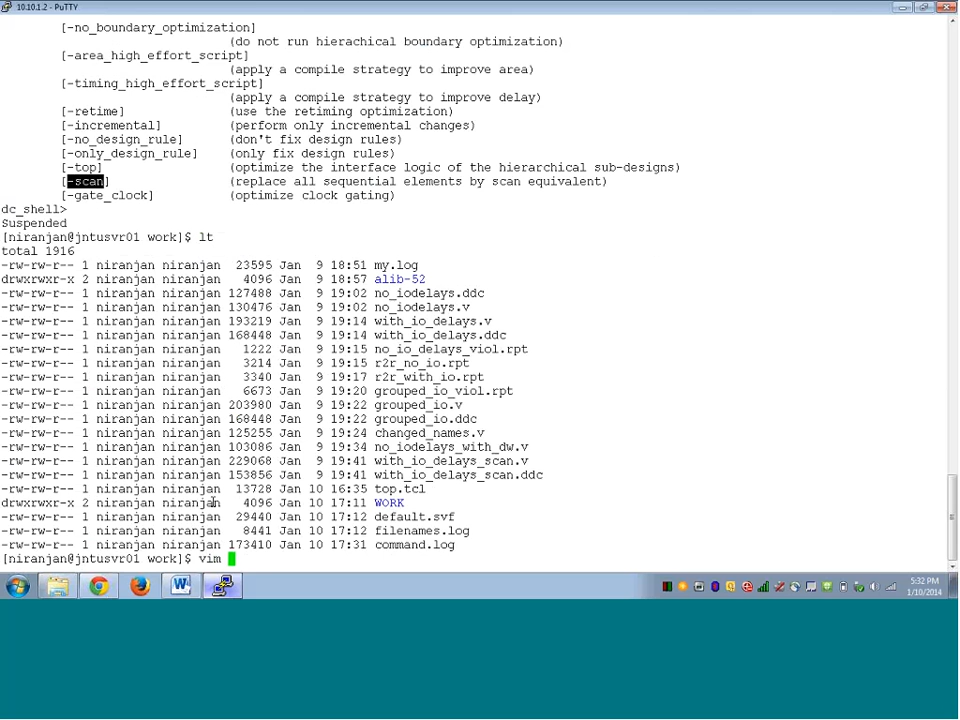 10.10.1.2 - PuTTY
[-no_boundary_optimization]
(do not run hierachical boundary optimization)
[-area_high_effort_script]
(apply a compile strategy to improve area)
[-timing_high_effort_script]
(apply a compile strategy to improve delay)
[-retime] (use the retiming optimization)
[-incremental] (perform only incremental changes)
[-no_design_rule] (don't fix design rules)
[-only_design_rule] (only fix design rules)
[-top] (optimize the interface logic of the hierarchical sub-designs)
[-scan] (replace all sequential elements by scan equivalent)
[-gate_clock] (optimize clock gating)
dc_shell>
Suspended
[niranjan@jntusvr01 work]$ lt
total 1916
-rw-rw-r-- 1 niranjan niranjan 23595 Jan 9 18:51 my.log
drwxrwxr-x 2 niranjan niranjan 4096 Jan 9 18:57 alib-52
-rw-rw-r-- 1 niranjan niranjan 127488 Jan 9 19:02 no_iodelays.ddc
-rw-rw-r-- 1 niranjan niranjan 130476 Jan 9 19:02 no_iodelays.v
-rw-rw-r-- 1 niranjan niranjan 193219 Jan 9 19:14 with_io_delays.v
-rw-rw-r-- 1 niranjan niranjan 168448 Jan 9 19:14 with_io_delays.ddc
-rw-rw-r-- 1 niranjan niranjan 1222 Jan 9 19:15 no_io_delays_viol.rpt
-rw-rw-r-- 1 niranjan niranjan 3214 Jan 9 19:15 r2r_no_io.rpt
-rw-rw-r-- 1 niranjan niranjan 3340 Jan 9 19:17 r2r_with_io.rpt
-rw-rw-r-- 1 niranjan niranjan 6673 Jan 9 19:20 grouped_io_viol.rpt
-rw-rw-r-- 1 niranjan niranjan 203980 Jan 9 19:22 grouped_io.v
-rw-rw-r-- 1 niranjan niranjan 168448 Jan 9 19:22 grouped_io.ddc
-rw-rw-r-- 1 niranjan niranjan 125255 Jan 9 19:24 changed_names.v
-rw-rw-r-- 1 niranjan niranjan 103086 Jan 9 19:34 no_iodelays_with_dw.v
-rw-rw-r-- 1 niranjan niranjan 229068 Jan 9 19:41 with_io_delays_scan.v
-rw-rw-r-- 1 niranjan niranjan 153856 Jan 9 19:41 with_io_delays_scan.ddc
-rw-rw-r-- 1 niranjan niranjan 13728 Jan 10 16:35 top.tcl
drwxrwxr-x 2 niranjan niranjan 4096 Jan 10 17:11 WORK
-rw-rw-r-- 1 niranjan niranjan 29440 Jan 10 17:12 default.svf
-rw-rw-r-- 1 niranjan niranjan 8441 Jan 10 17:12 filenames.log
-rw-rw-r-- 1 niranjan niranjan 173410 Jan 10 17:31 command.log
[niranjan@jntusvr01 work]$ vim
5:32 PM
1/10/2014